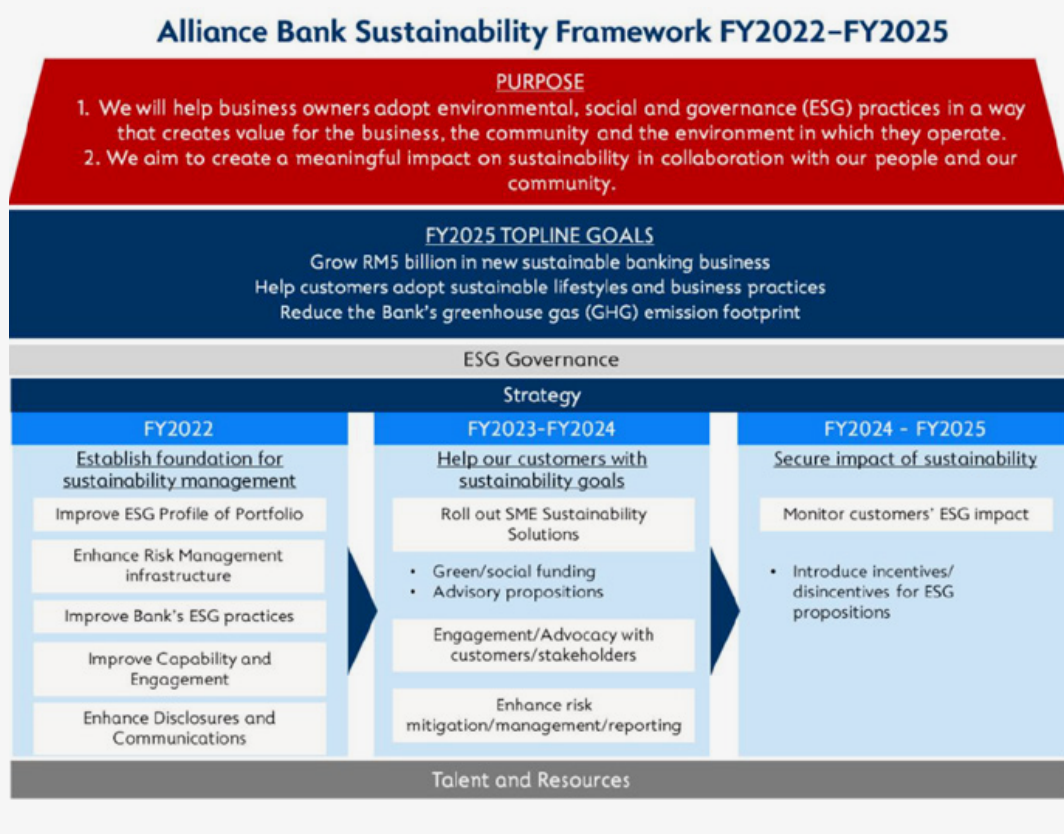 Alliance Bank Sustainability Framework FY2022–FY2025
PURPOSE
1. We will help business owners adopt environmental, social and governance (ESG) practices in a way
that creates value for the business, the community and the environment in which they operate.
2. We aim to create a meaningful impact on sustainability in collaboration with our people and our
community.
FY2025 TOPLINE GOALS
Grow RM5 billion in new sustainable banking business
Help customers adopt sustainable lifestyles and business practices
Reduce the Bank's greenhouse gas (GHG) emission footprint
ESG Governance
Strategy
FY2022
Establish foundation for
sustainability management
Improve ESG Profile of Portfolio
Enhance Risk Management
infrastructure
Improve Bank's ESG practices
Improve Capability and
Engagement
Enhance Disclosures and
Communications
FY2023-FY2024
Help our customers with
sustainability goals
Roll out SME Sustainability
Solutions
• Green/social funding
• Advisory propositions
Engagement/Advocacy with
customers/stakeholders
Enhance risk
mitigation/management/reporting
FY2024 - FY2025
Secure impact of sustainability
Monitor customers' ESG impact
• Introduce incentives/
disincentives for ESG
propositions
Talent and Resources